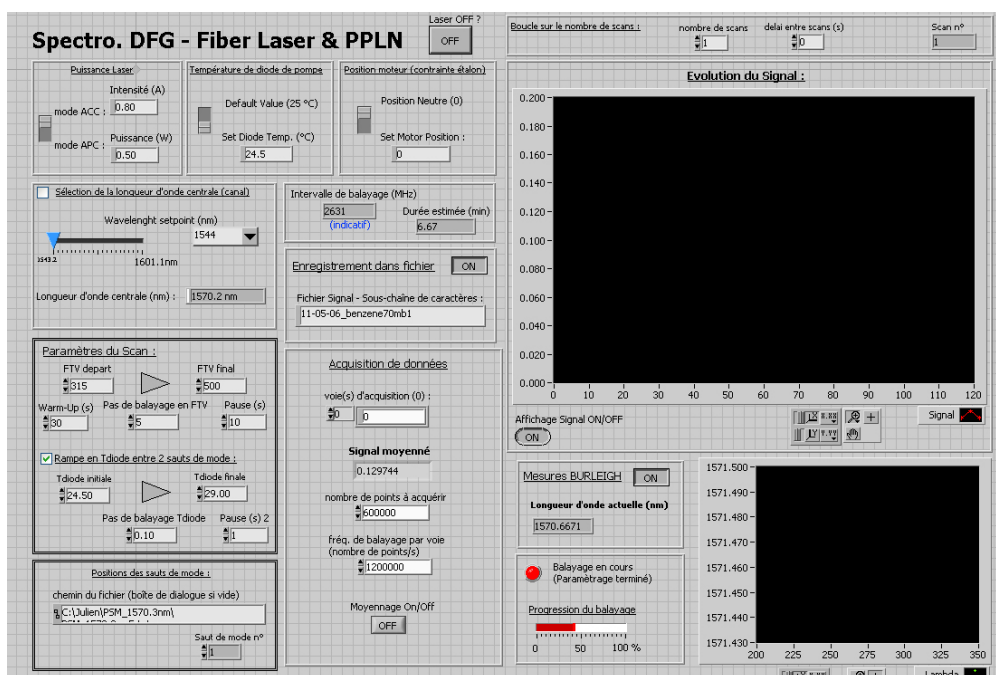 Laser OFF ?
Spectro. DFG - Fiber Laser & PPLN
OFF
Boucle sur le nombre de scans :
nombre de scans
1
delai entre scans (s)
0
Scan n°
1
Puissance Laser
Intensité (A)
mode ACC :
0.80
mode APC :
Puissance (W)
0.50
Température de diode de pompe
Default Value (25 °C)
Set Diode Temp. (°C)
24.5
Position moteur (contrainte étalon)
Position Neutre (0)
Set Motor Position :
0
Sélection de la longueur d'onde centrale (canal)
Wavelenght setpoint (nm)
1544
1543.2
1601.1nm
Longueur d'onde centrale (nm) :
1570.2 nm
Intervalle de balayage (MHz)
2631
(indicatif)
Durée estimée (min)
6.67
Enregistrement dans fichier
ON
Fichier Signal - Sous-chaîne de caractères :
11-05-06_benzene70mb1
Paramètres du Scan :
FTV depart
315
FTV final
500
Warm-Up (s)
30
Pas de balayage en FTV
5
Pause (s)
10
Rampe en Tdiode entre 2 sauts de mode :
Tdiode initiale
24.50
Tdiode finale
29.00
Pas de balayage Tdiode
0.10
Pause (s) 2
1
Positions des sauts de mode :
chemin du fichier (boîte de dialogue si vide)
C:\Julien\PSM_1570.3nm\
Saut de mode n°
1
Acquisition de données
voie(s) d'acquisition (0) :
0
0
Signal moyenné
0.129744
nombre de points à acquérir
600000
fréq. de balayage par voie
(nombre de points/s)
1200000
Moyennage On/Off
OFF
Evolution du Signal :
0.200
0.180
0.160
0.140
0.120
0.100
0.080
0.060
0.040
0.020
0.000
0 10 20 30 40 50 60 70 80 90 100 110 120
Affichage Signal ON/OFF
ON
Signal
Mesures BURLEIGH
ON
Longueur d'onde actuelle (nm)
1570.6671
Balayage en cours
(Paramètrage terminé)
Progression du balayage
0 50 100 %
1571.500
1571.490
1571.480
1571.470
1571.460
1571.450
1571.440
1571.430
200 225 250 275 300 325 350
Lambda